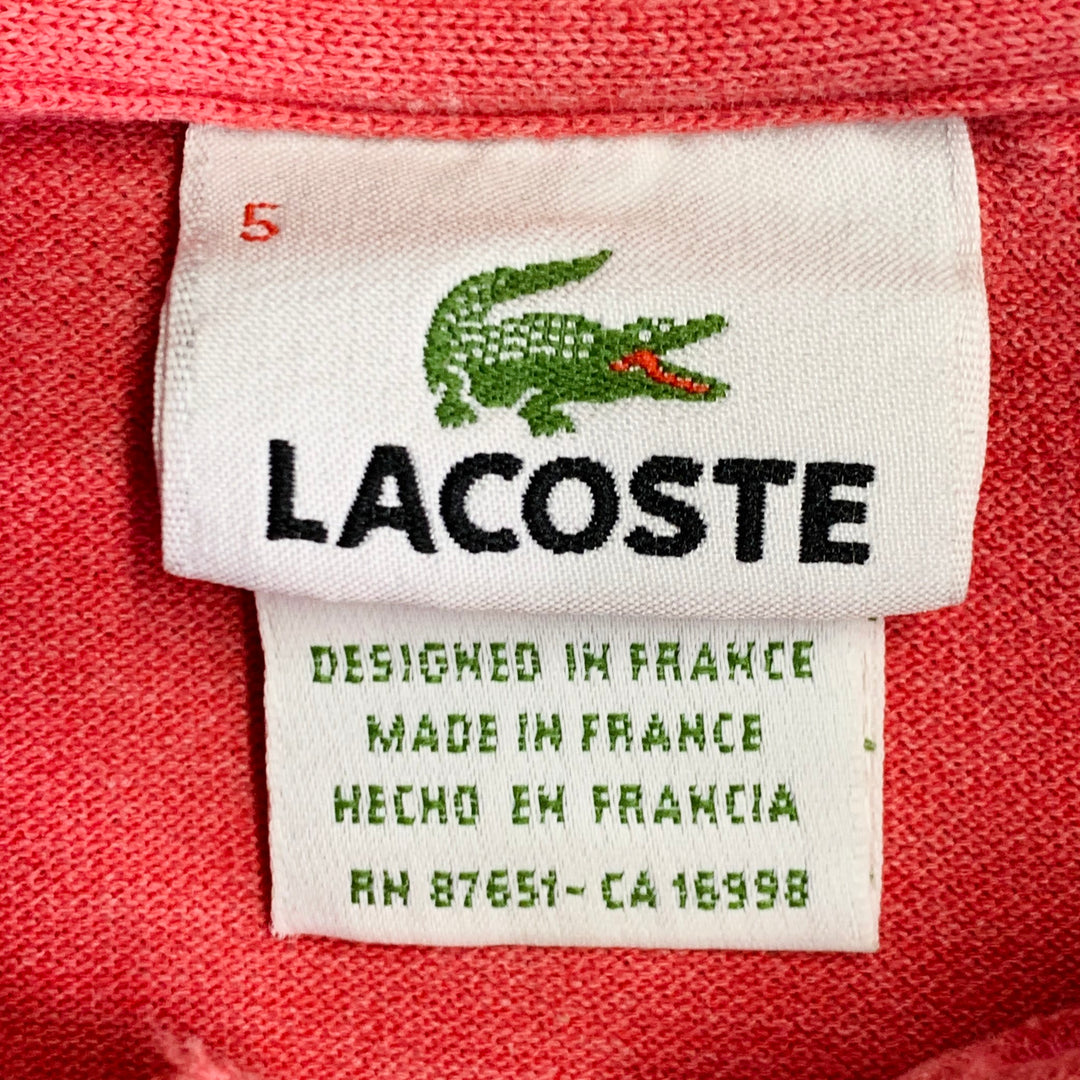 5
LACOSTE
DESIGNED IN FRANCE
MADE IN FRANCE
HECHO EN FRANCIA
RN 87651-CA 16998